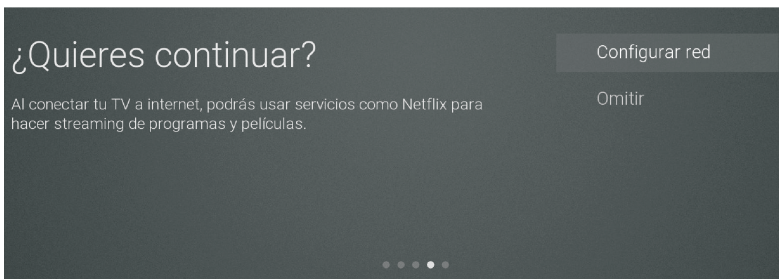 ¿Quieres continuar?
Al conectar tu TV a internet, podrás usar servicios como Netflix para
hacer streaming de programas y películas.
Configurar red
Omitir